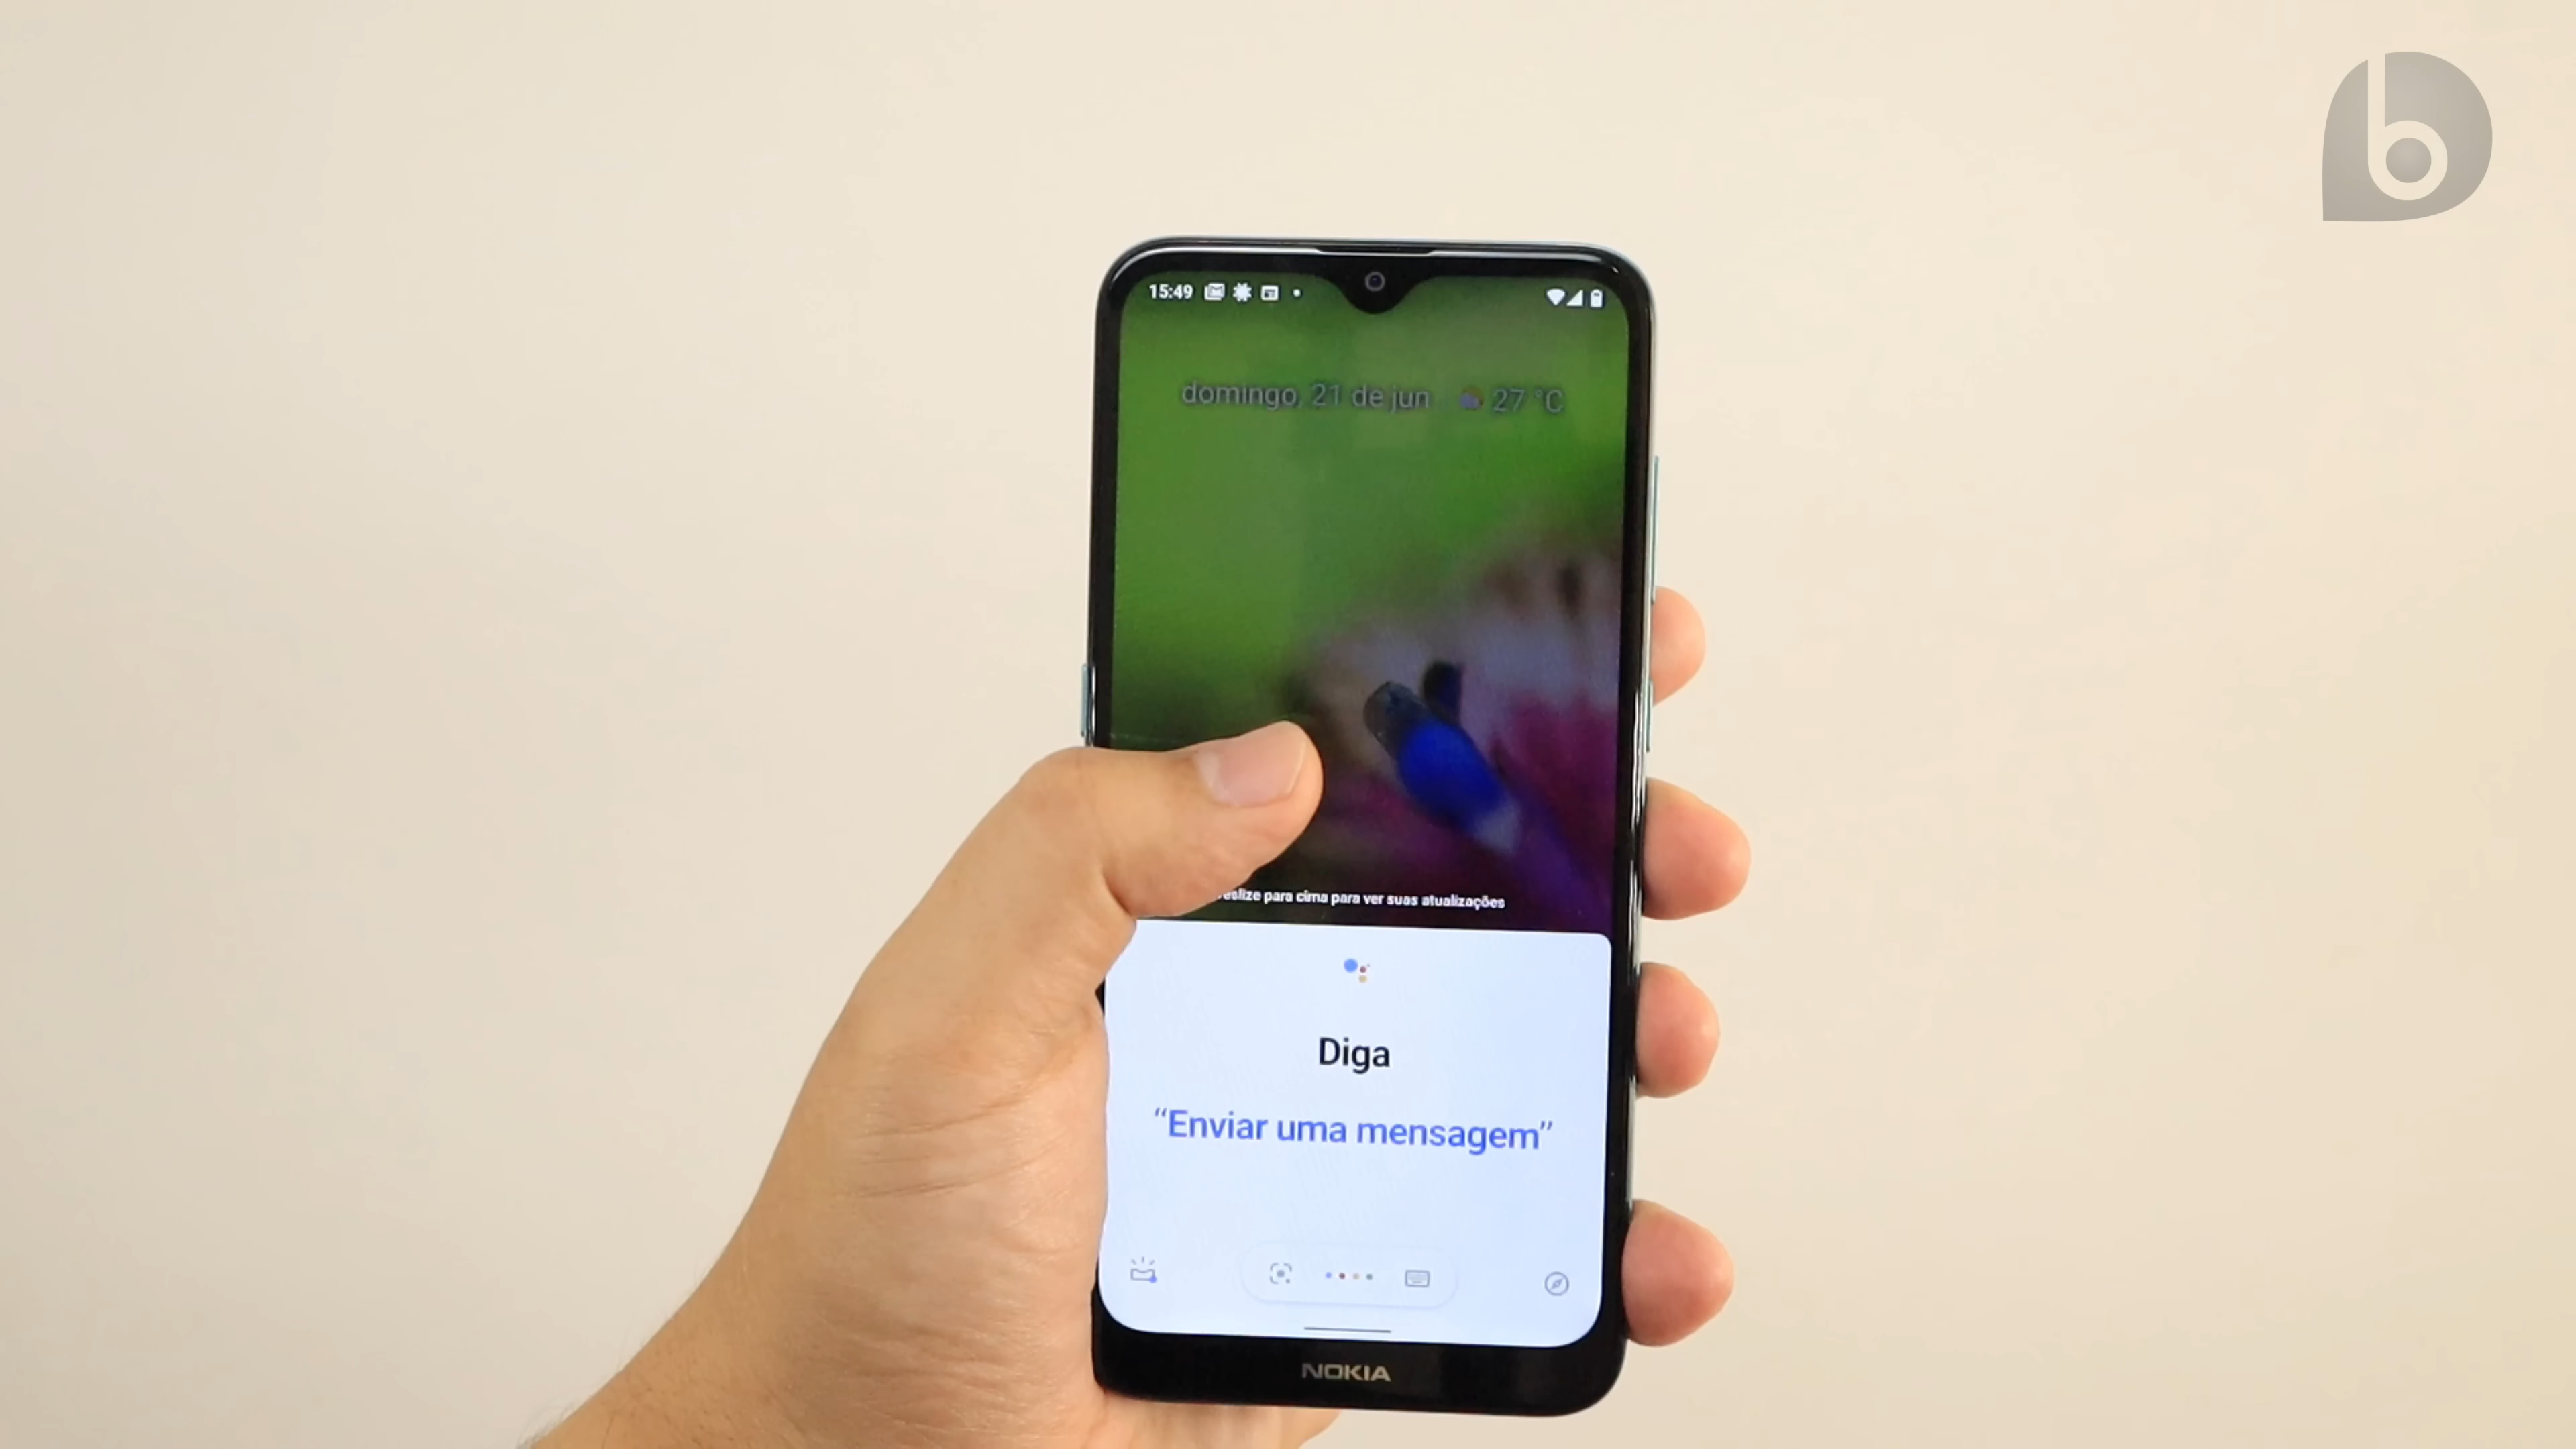 15:49
domingo, 21 de jun 27 °C
para cima para ver suas atualizações
Diga
“Enviar uma mensagem”
NOKIA
b